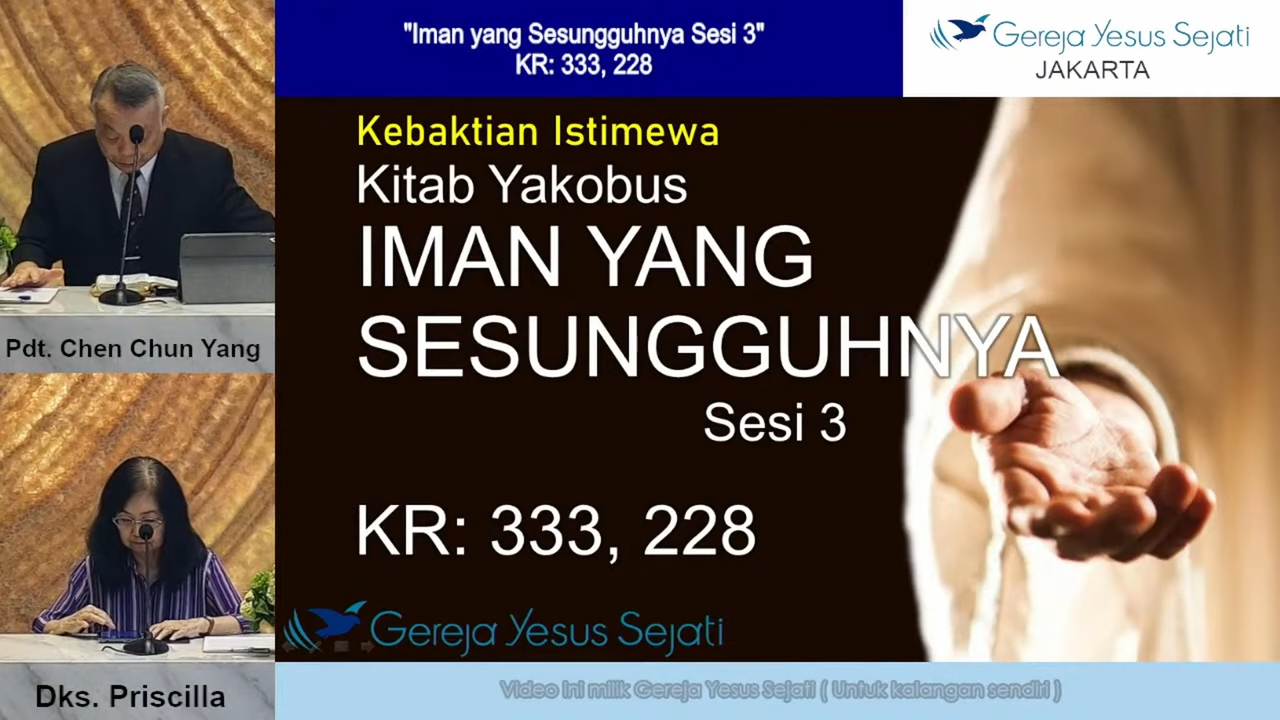 "Iman yang Sesungguhnya Sesi 3"
KR: 333, 228
Gereja Yesus Sejati
JAKARTA
Kebaktian Istimewa
Kitab Yakobus
IMAN YANG
SESUNGGUHNYA
Sesi 3
KR: 333, 228
Gereja Yesus Sejati
Pdt. Chen Chun Yang
Dks. Priscilla
Video ini milik Gereja Yesus Sejati ( Untuk kalangan sendiri )